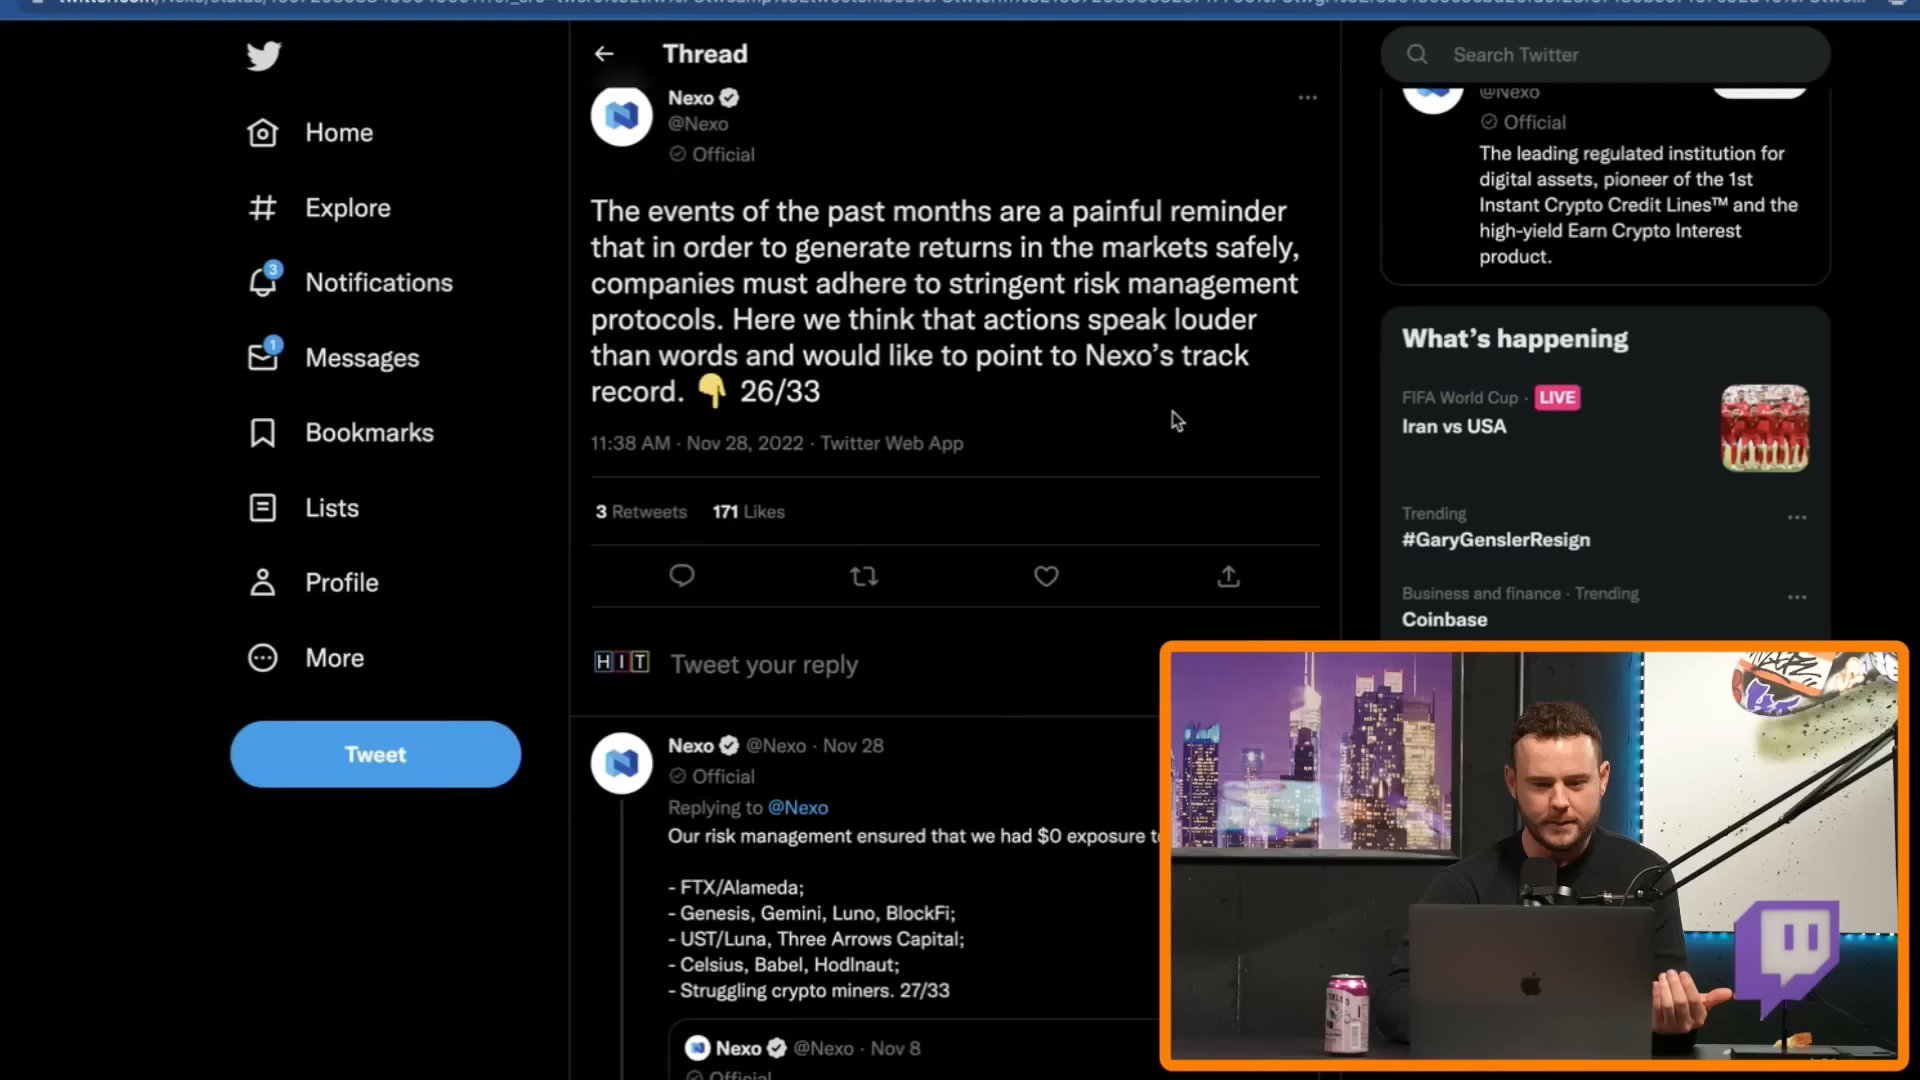 Thread
Search Twitter
Nexo
@Nexo
Official
The events of the past months are a painful reminder
that in order to generate returns in the markets safely,
companies must adhere to stringent risk management
protocols. Here we think that actions speak louder
than words and would like to point to Nexo's track
record. 👇 26/33
11:38 AM · Nov 28, 2022 · Twitter Web App
3 Retweets 171 Likes
HIT Tweet your reply
Nexo @Nexo · Nov 28
Official
Replying to @Nexo
Our risk management ensured that we had $0 exposure
- FTX/Alameda;
- Genesis, Gemini, Luno, BlockFi;
- UST/Luna, Three Arrows Capital;
- Celsius, Babel, Hodlnaut;
- Struggling crypto miners. 27/33
Nexo @Nexo · Nov 8
Official
Home
Explore
3
Notifications
1
Messages
Bookmarks
Lists
Profile
More
Tweet
@Nexo
Official
The leading regulated institution for
digital assets, pioneer of the 1st
Instant Crypto Credit Lines™ and the
high-yield Earn Crypto Interest
product.
What's happening
FIFA World Cup · LIVE
Iran vs USA
Trending
#GaryGenslerResign
Business and finance · Trending
Coinbase